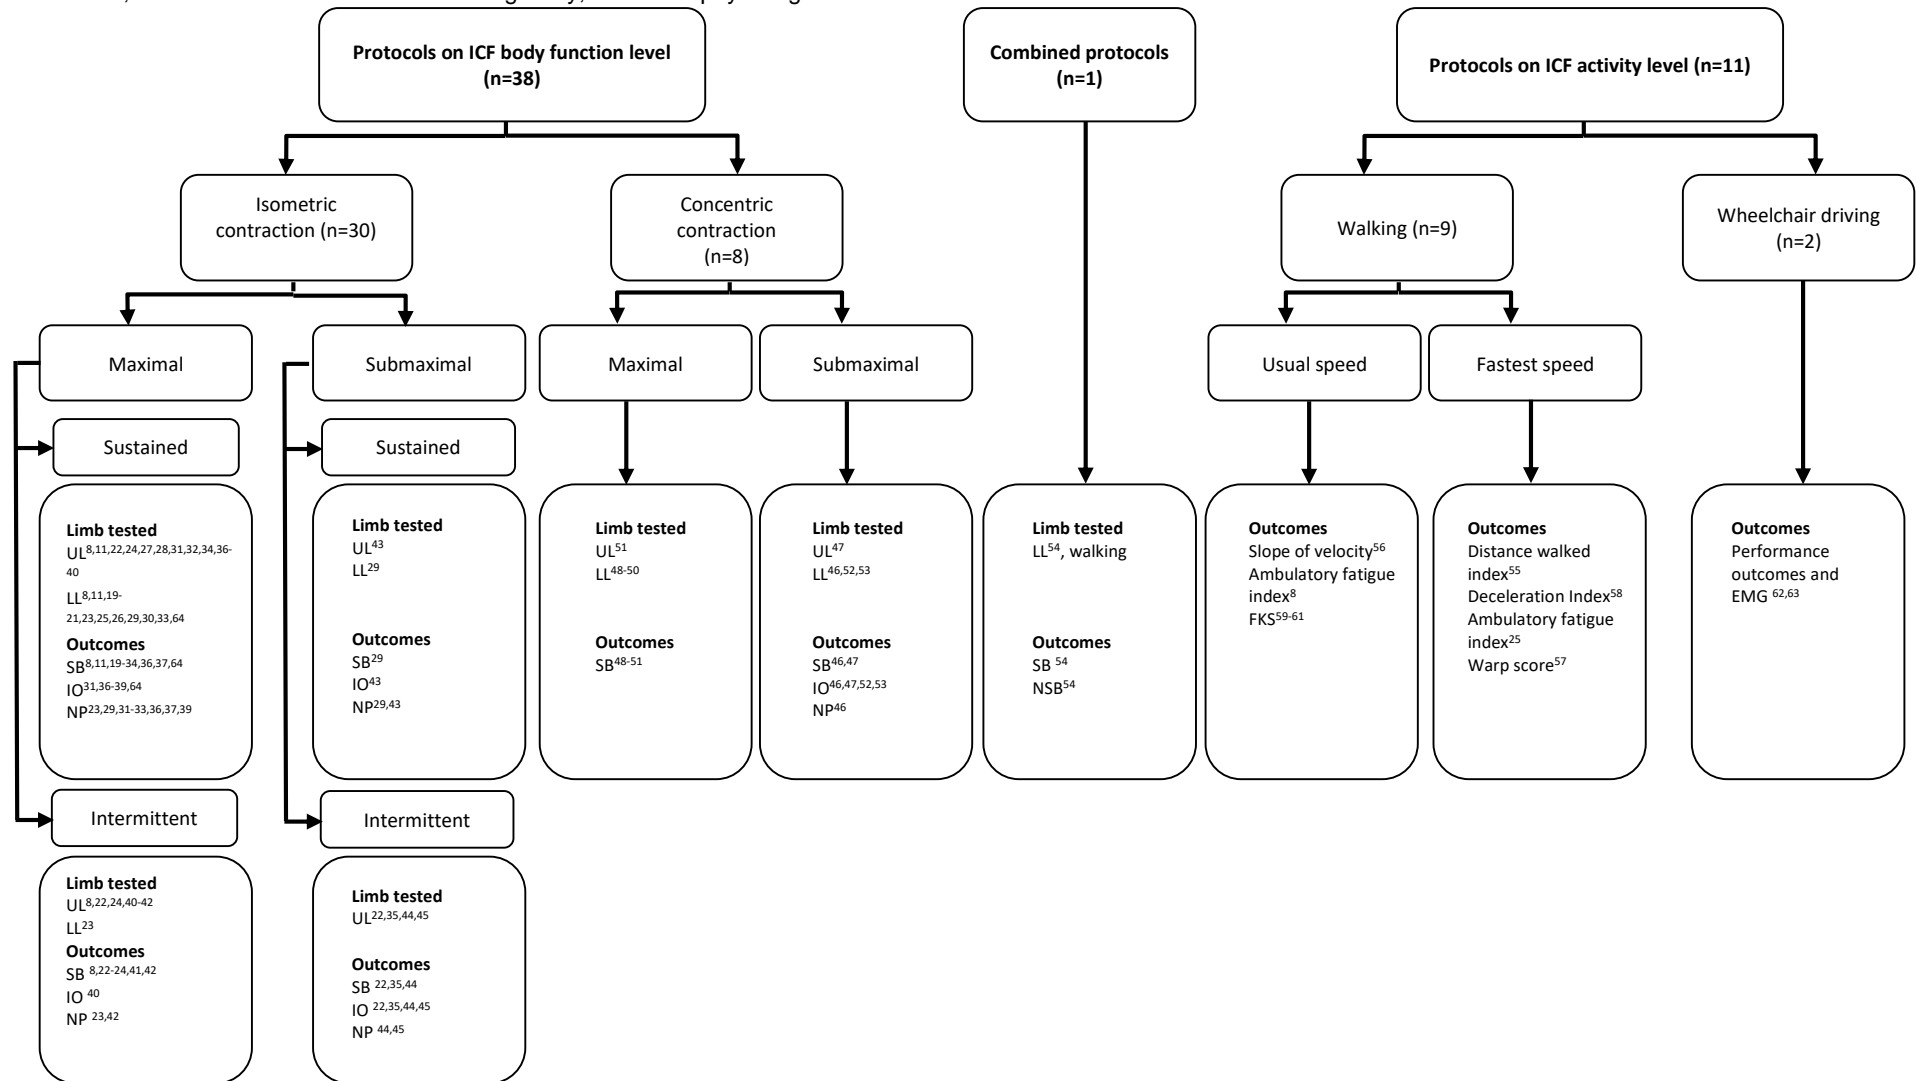 Protocols on ICF body function level
(n=38)
Combined protocols
(n=1)
Protocols on ICF activity level (n=11)
Isometric
contraction (n=30)
Concentric
contraction
(n=8)
Walking (n=9)
Wheelchair driving
(n=2)
Maximal
Submaximal
Maximal
Submaximal
Usual speed
Fastest speed
Sustained
Sustained
Limb tested
UL8,11,22,24,27,28,31,32,34,36-
40
LL8,11,19-
21,23,25,26,29,30,33,64
Outcomes
SB8,11,19-34,36,37,64
IO31,36-39,64
NP23,29,31-33,36,37,39
Limb tested
UL43
LL29
Outcomes
SB29
IO43
NP29,43
Limb tested
UL51
LL48-50
Outcomes
SB48-51
Limb tested
UL47
LL46,52,53
Outcomes
SB46,47
IO46,47,52,53
NP46
Limb tested
LL54, walking
Outcomes
SB 54
NSB54
Outcomes
Slope of velocity56
Ambulatory fatigue
index8
FKS59-61
Outcomes
Distance walked
index55
Deceleration Index58
Ambulatory fatigue
index25
Warp score57
Outcomes
Performance
outcomes and
EMG 62,63
Intermittent
Intermittent
Limb tested
UL8,22,24,40-42
LL23
Outcomes
SB 8,22-24,41,42
IO 40
NP 23,42
Limb tested
UL22,35,44,45
Outcomes
SB 22,35,44
IO 22,35,44,45
NP 44,45